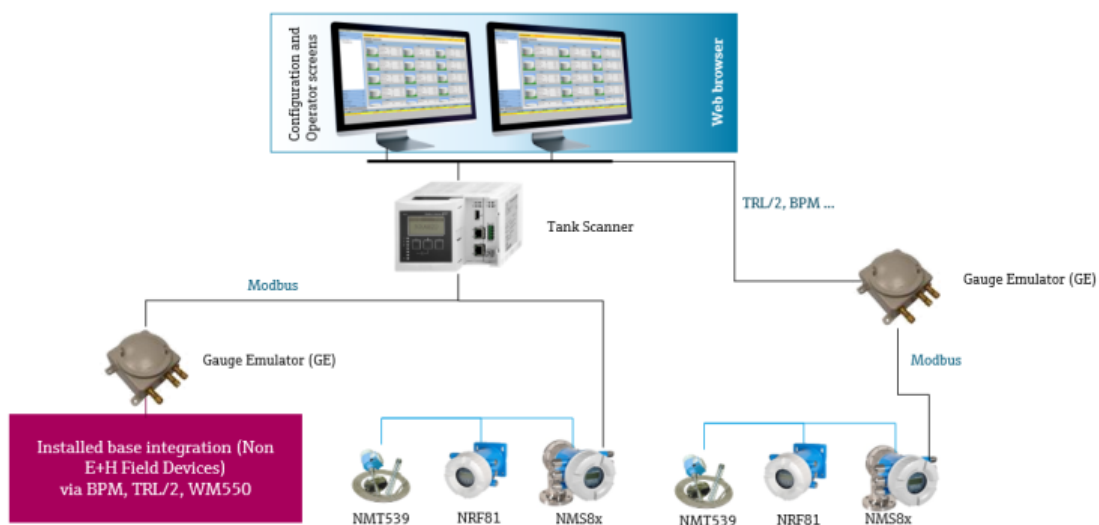 Configuration and
Operator screens
Web browser
Tank Scanner
TRL/2, BPM ...
Gauge Emulator (GE)
Modbus
Gauge Emulator (GE)
Modbus
Installed base integration (Non
E+H Field Devices)
via BPM, TRL/2, WM550
NMT539
NRF81
NMS8x
NMT539
NRF81
NMS8x